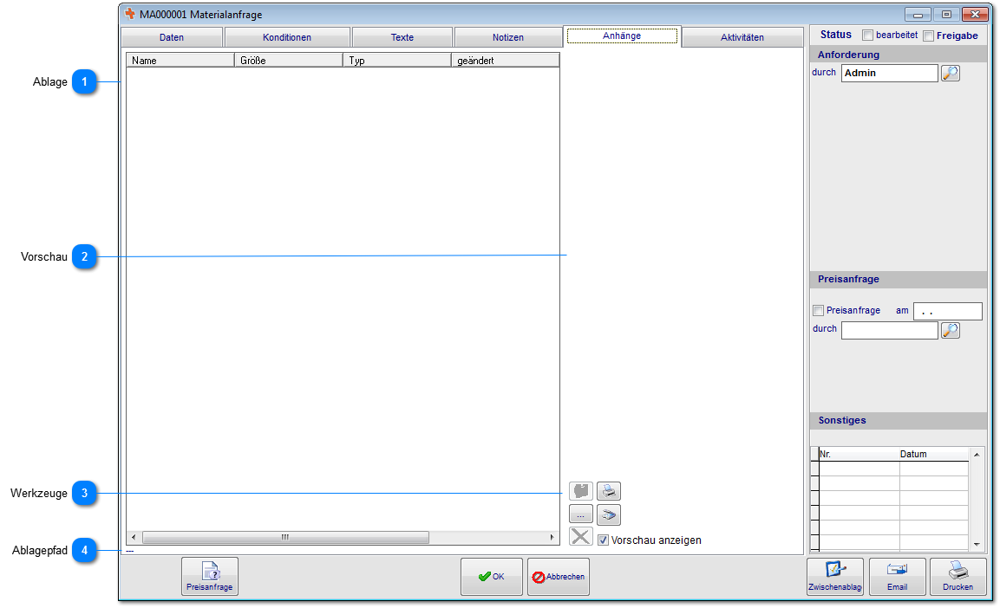 MA000001 Materialanfrage
Daten Konditionen Texte Notizen Anhänge Aktivitäten
Status bearbeitet Freigabe
Anforderung
durch Admin
Name Größe Typ geändert
Ablage 1
Vorschau 2
Preisanfrage
Preisanfrage am . .
durch
Sonstiges
Nr. Datum
Werkzeuge 3
...
Vorschau anzeigen
Ablagepfad 4
---
Preisanfrage
OK
Abbrechen
Zwischenablag
Email
Drucken